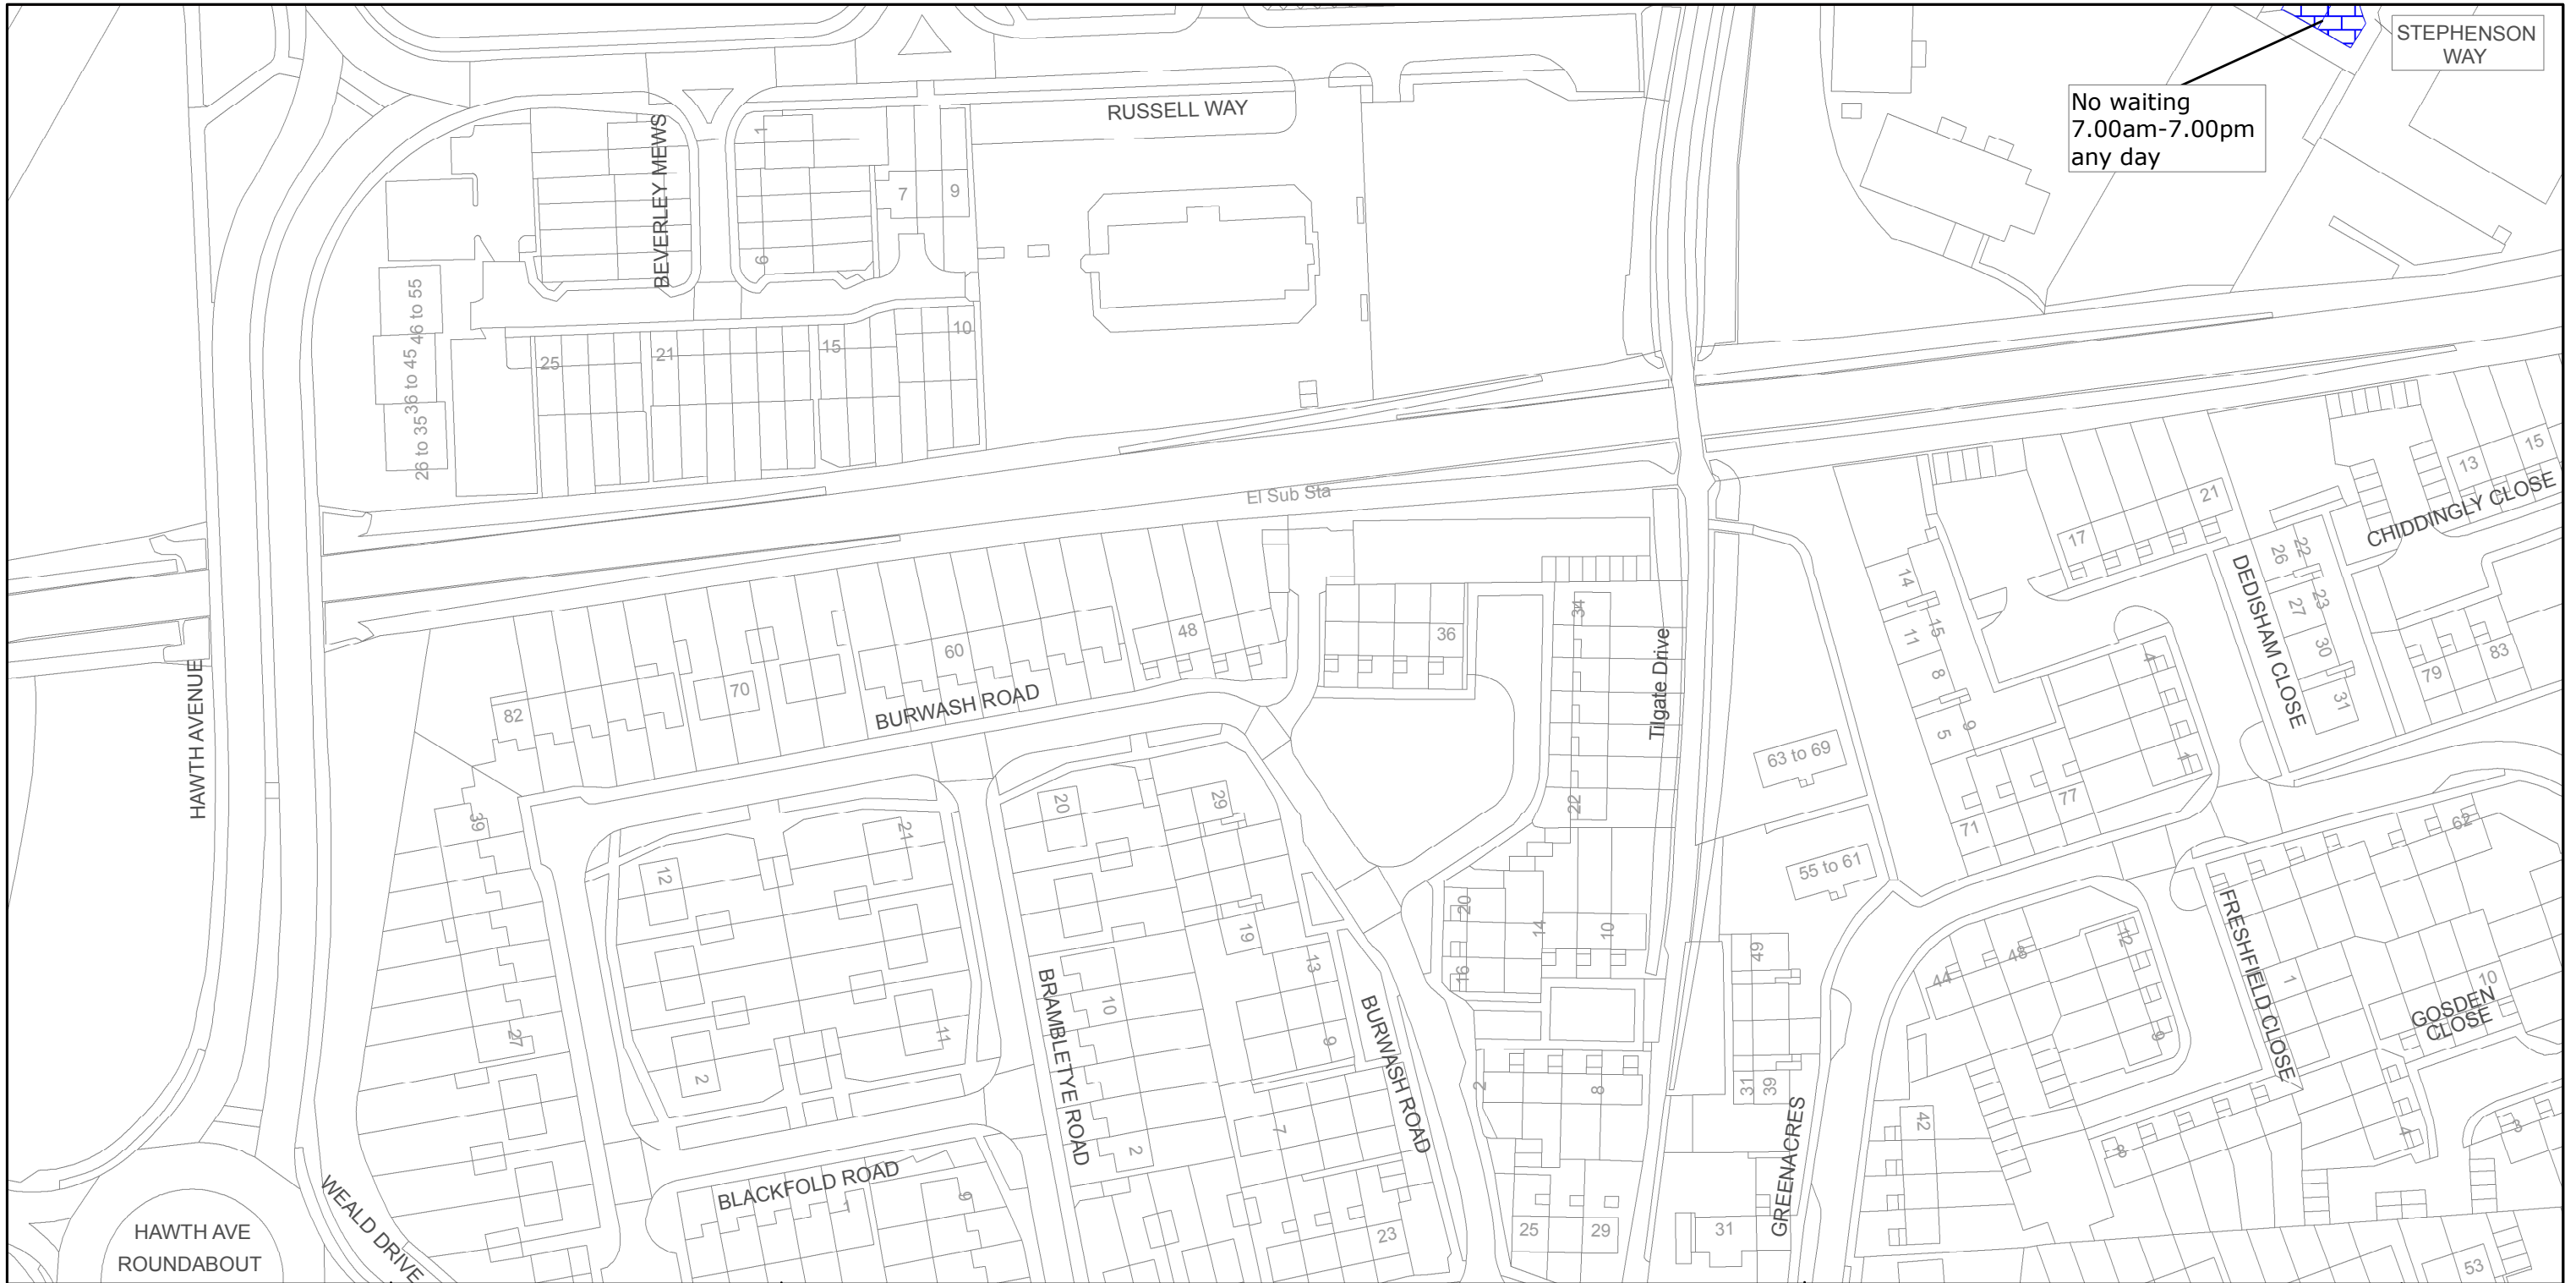 STEPHENSON
WAY
No waiting
7.00am-7.00pm
any day
RUSSELL WAY
BEVERLEY MEWS
1
6
7
9
46 to 55
36 to 45
26 to 35
25
21
15
10
El Sub Sta
HAWTH AVENUE
82
70
60
48
36
BURWASH ROAD
34
22
Tilgate Drive
63 to 69
55 to 61
14
15
11
8
9
5
17
21
13
15
CHIDDINGLY CLOSE
DEDISHAM CLOSE
26
22
27
23
30
31
79
83
4
1
71
77
62
39
27
12
21
2
11
20
29
19
13
9
10
2
7
23
BRAMBLETYE ROAD
BURWASH ROAD
20
16
14
10
2
8
25
29
49
31
39
31
GREENACRES
44
48
12
6
42
8
FRESHFIELD CLOSE
1
10
GOSDEN
CLOSE
4
3
53
BLACKFOLD ROAD
1
9
WEALD DRIVE
HAWTH AVE
ROUNDABOUT